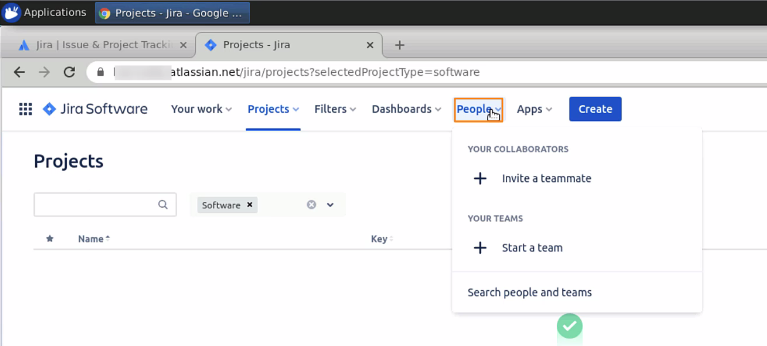 Applications
Projects - Jira - Google ...
Jira | Issue & Project Tracki
Projects - Jira
atlassian.net/jira/projects?selectedProjectType=software
Jira Software Your work Projects Filters Dashboards People Apps Create
Projects
YOUR COLLABORATORS
Invite a teammate
Software
YOUR TEAMS
Name Key
Start a team
Search people and teams